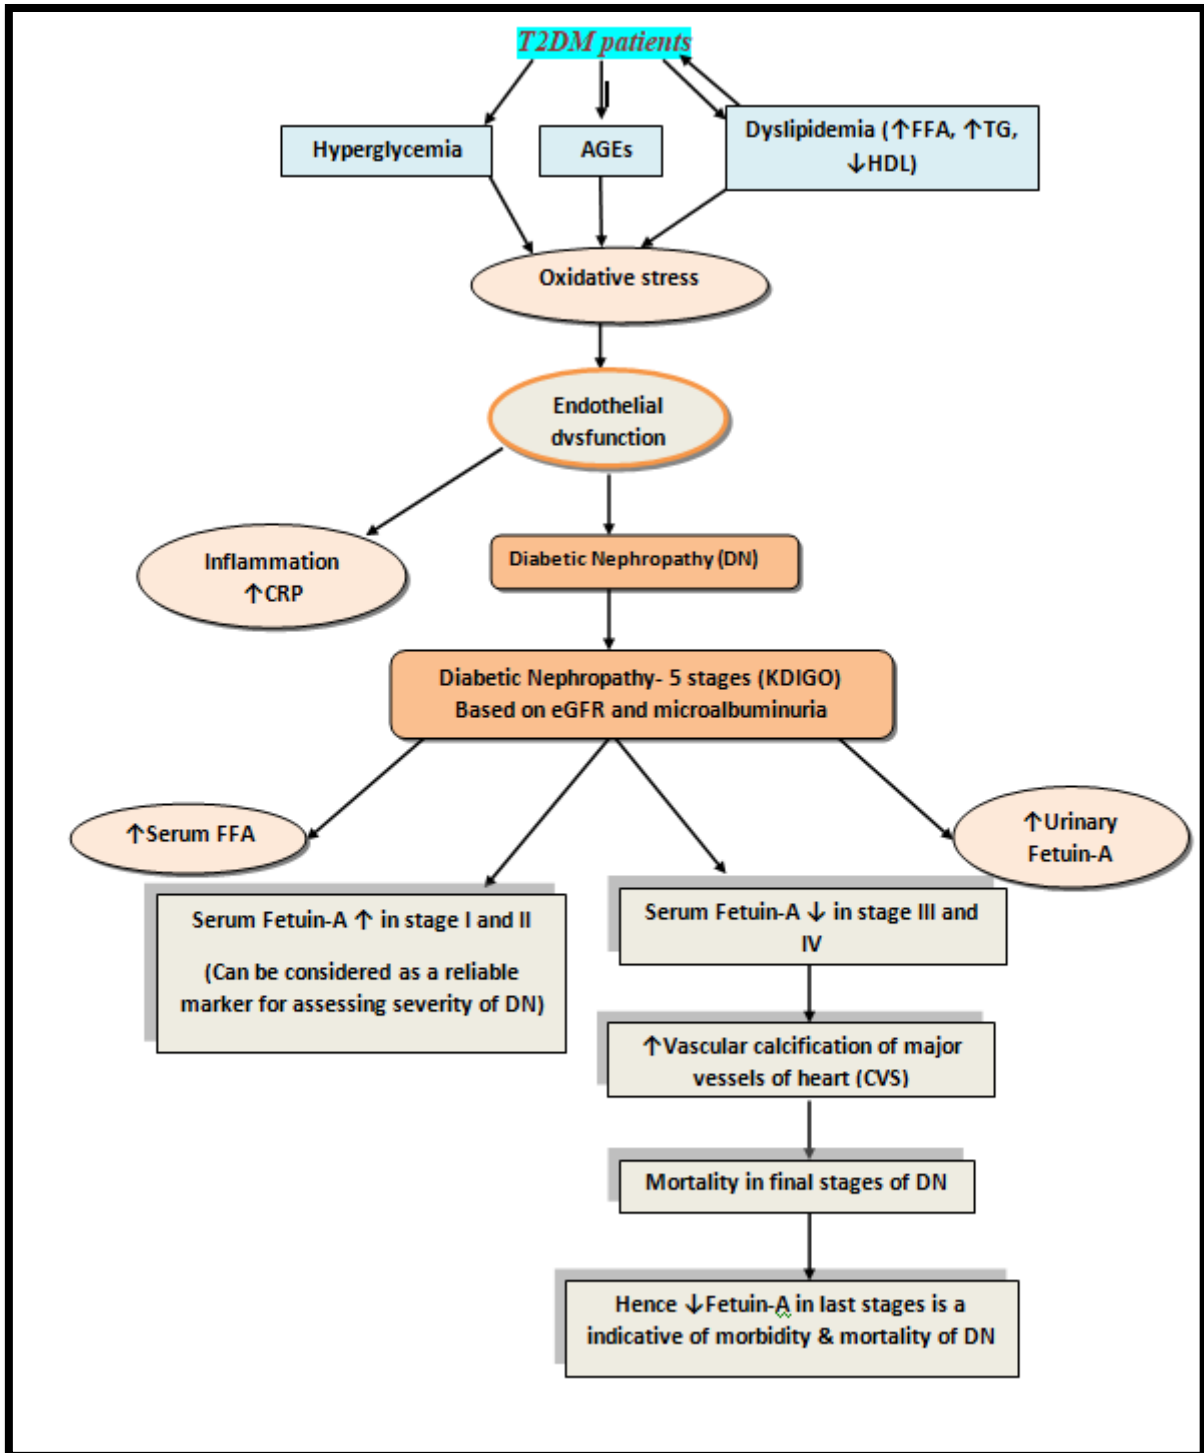 T2DM patients
Hyperglycemia
AGEs
Dyslipidemia (↑FFA, ↑TG,
↓HDL)
Oxidative stress
Endothelial
dvsfunction
Inflammation
↑CRP
Diabetic Nephropathy (DN)
Diabetic Nephropathy- 5 stages (KDIGO)
Based on eGFR and microalbuminuria
↑Serum FFA
↑Urinary
Fetuin-A
Serum Fetuin-A ↑ in stage I and II
(Can be considered as a reliable
marker for assessing severity of DN)
Serum Fetuin-A ↓ in stage III and
IV
↑Vascular calcification of major
vessels of heart (CVS)
Mortality in final stages of DN
Hence ↓Fetuin-A in last stages is a
indicative of morbidity & mortality of DN